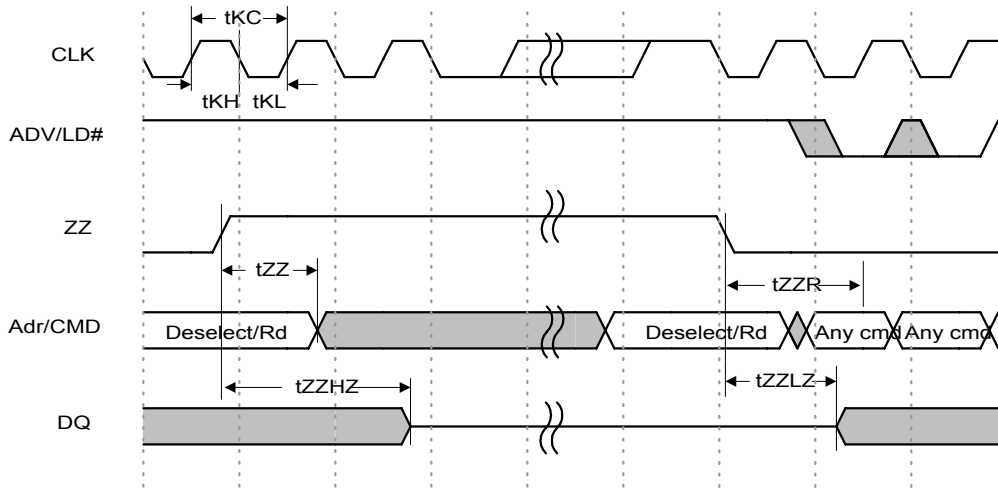 tKC
CLK
tKH tKL
ADV/LD#
ZZ
tZZ
tZZR
Adr/CMD
Deselect/Rd Deselect/Rd Any cmd Any cmd
tZZHZ
tZZLZ
DQ